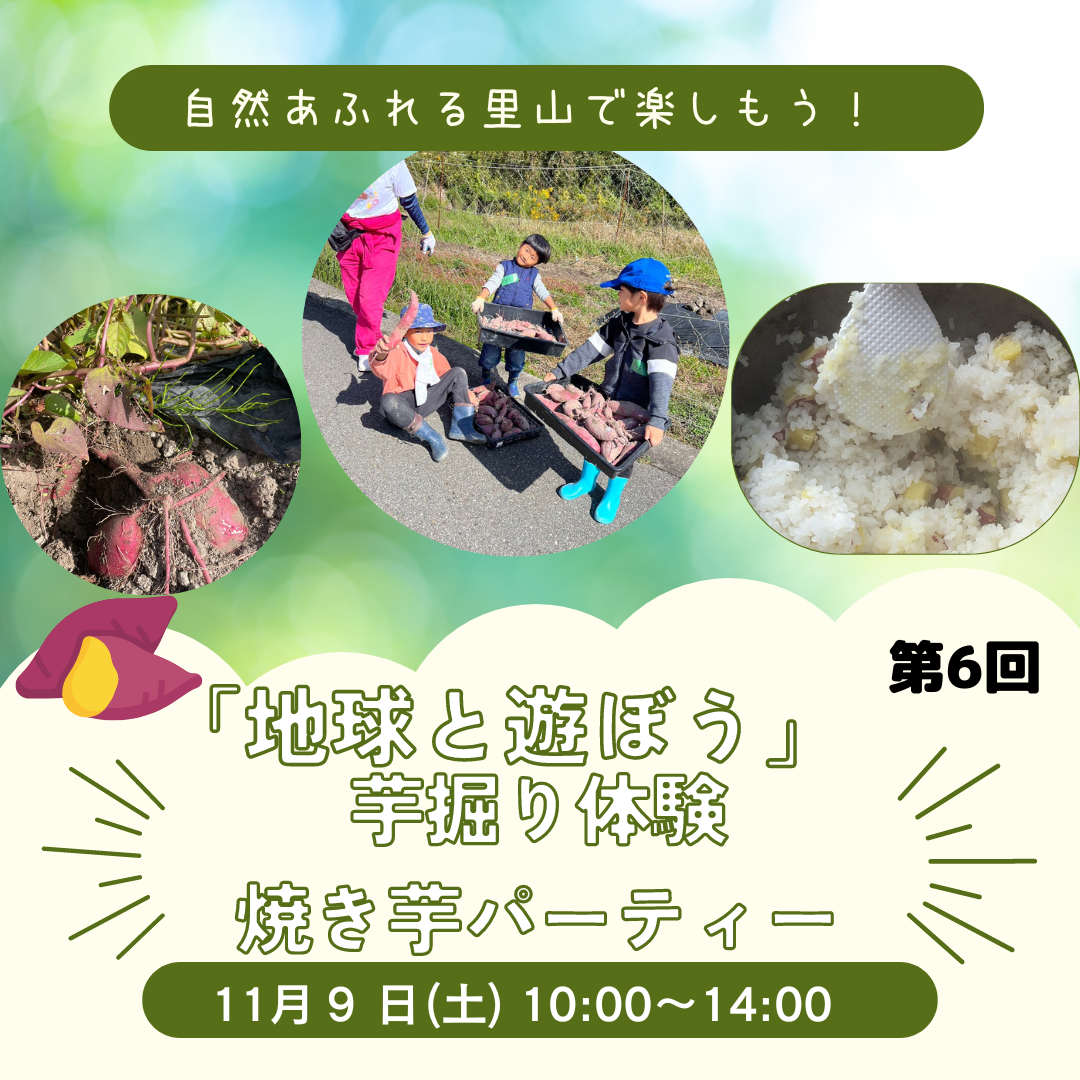 自然あふれる里山で楽しもう！
第6回
「地球と遊ぼう」
芋掘り体験
焼き芋パーティー
11月9日(土) 10:00～14:00